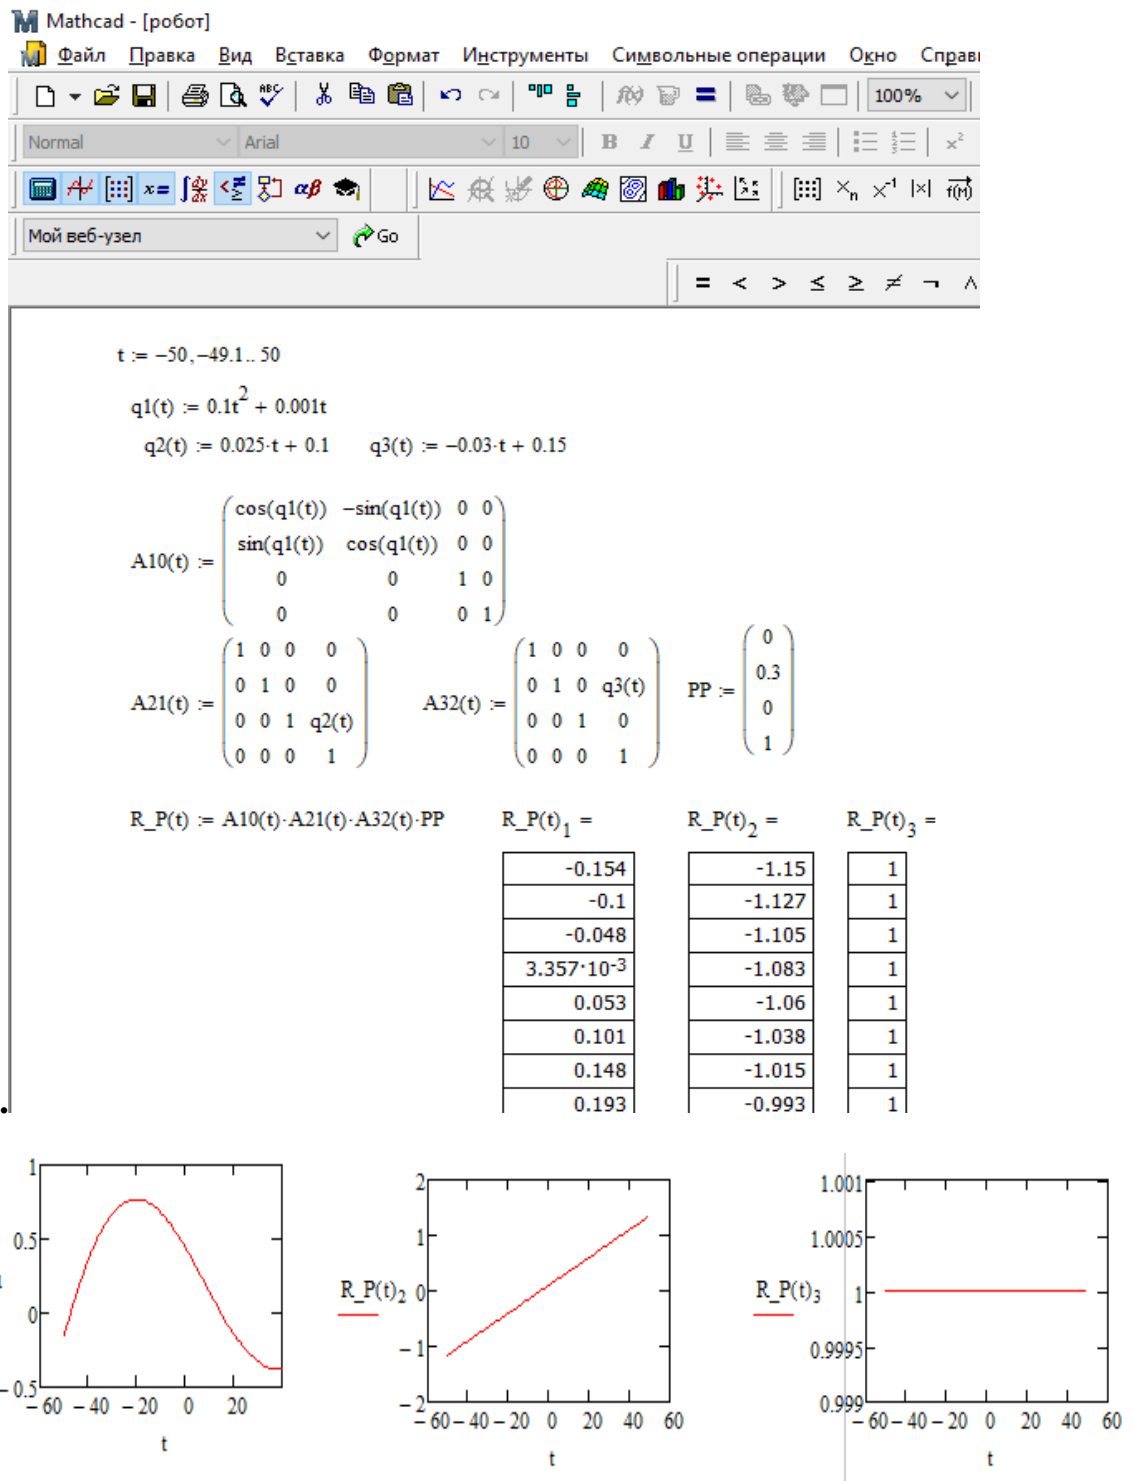 Mathcad - [робот]
Файл Правка Вид Вставка Формат Инструменты Символьные операции Окно Справ
100%
Normal Arial 10 B I U
Мой веб-узел Go
= < > ≤ ≥ ≠ ¬ ∧
t := −50,−49.1.. 50
q1(t) := 0.1t² + 0.001t
q2(t) := 0.025·t + 0.1 q3(t) := −0.03·t + 0.15
cos(q1(t)) −sin(q1(t)) 0 0
sin(q1(t)) cos(q1(t)) 0 0
A10(t) :=
0 0 1 0
0 0 0 1
1 0 0 0
0 1 0 0
A21(t) :=
0 0 1 q2(t)
0 0 0 1
1 0 0 0
0 1 0 q3(t)
A32(t) :=
0 0 1 0
0 0 0 1
PP :=
0
0.3
0
1
R_P(t) := A10(t)·A21(t)·A32(t)·PP R_P(t)₁ = R_P(t)₂ = R_P(t)₃ =
-0.154 -1.15 1
-0.1 -1.127 1
-0.048 -1.105 1
3.357·10⁻³ -1.083 1
0.053 -1.06 1
0.101 -1.038 1
0.148 -1.015 1
0.193 -0.993 1
1
0.5
0
− 0.5
− 60 − 40 − 20 0 20
t
2
1
R_P(t)₂ 0
− 1
− 2
− 60 − 40 − 20 0 20 40 60
t
1.001
1.0005
R_P(t)₃ 1
0.9995
0.999
− 60 − 40 − 20 0 20 40 60
t